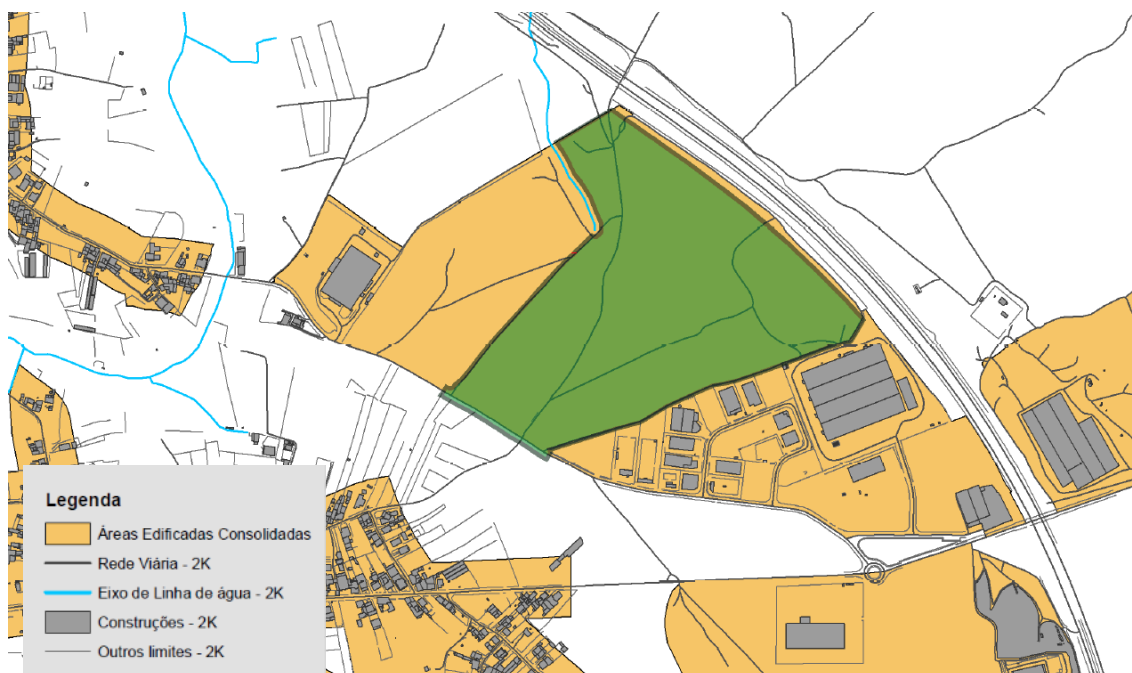 Legenda
Áreas Edificadas Consolidadas
Rede Viária - 2K
Eixo de Linha de água - 2K
Construções - 2K
Outros limites - 2K